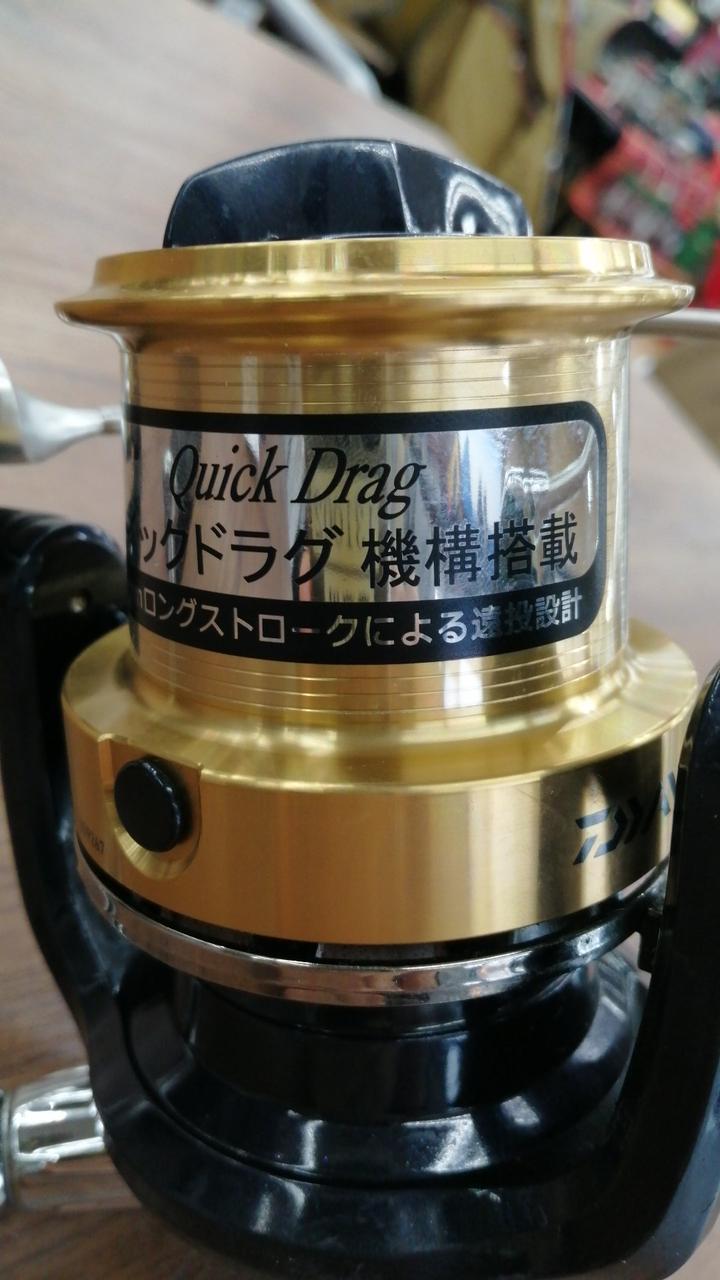 Quick Drag
ックドラグ 機構搭載
ロングストロークによる遠投設計